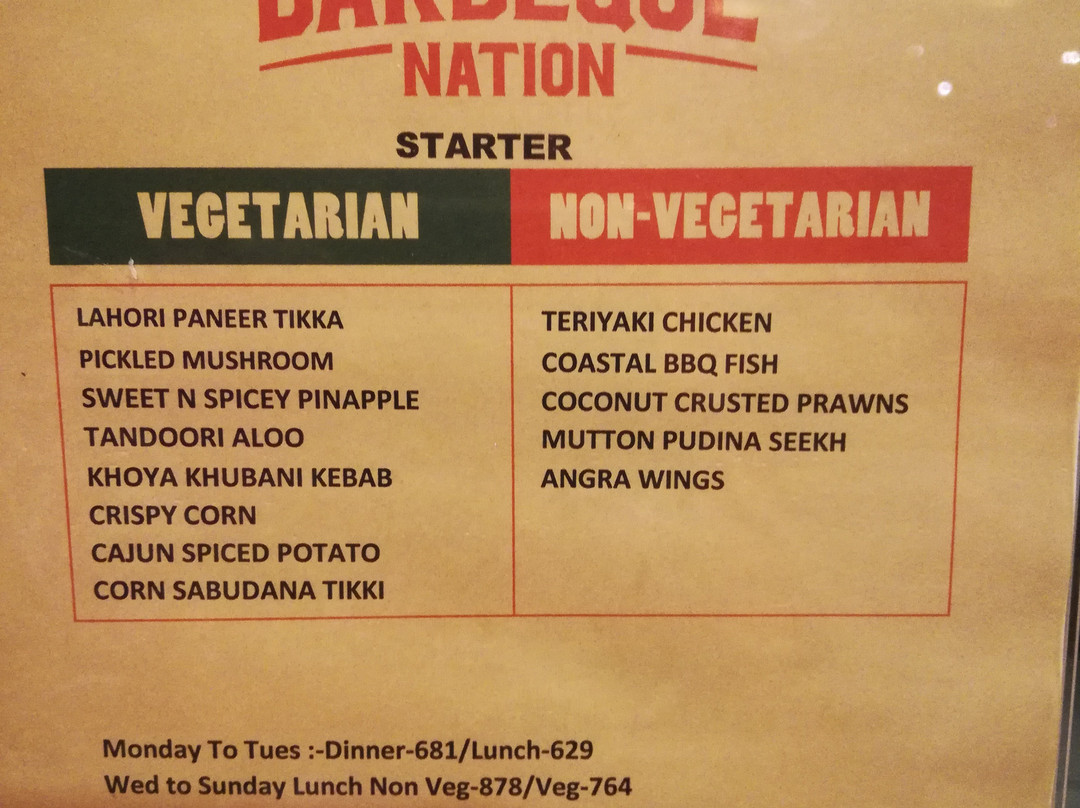 BARBEQUE
NATION
STARTER
VEGETARIAN
NON-VEGETARIAN
LAHORI PANEER TIKKA
PICKLED MUSHROOM
SWEET N SPICEY PINAPPLE
TANDOORI ALOO
KHOYA KHUBANI KEBAB
CRISPY CORN
CAJUN SPICED POTATO
CORN SABUDANA TIKKI
TERIYAKI CHICKEN
COASTAL BBQ FISH
COCONUT CRUSTED PRAWNS
MUTTON PUDINA SEEKH
ANGRA WINGS
Monday To Tues :-Dinner-681/Lunch-629
Wed to Sunday Lunch Non Veg-878/Veg-764